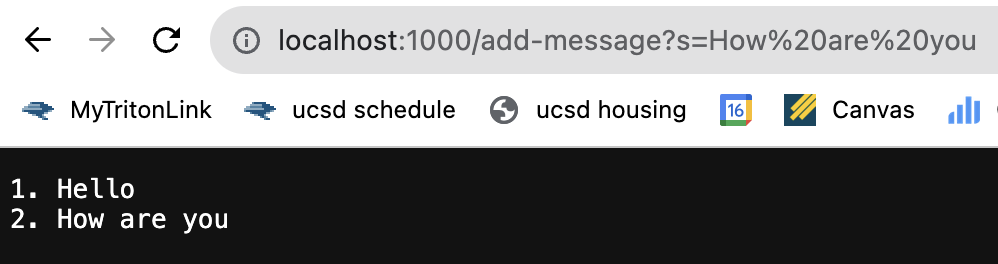 localhost:1000/add-message?s=How%20are%20you
MyTritonLink ucsd schedule ucsd housing 16 Canvas
1. Hello
2. How are you